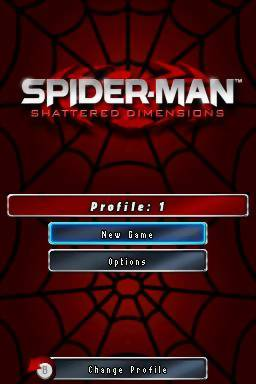 SPIDER-MAN™
SHATTERED DIMENSIONS
Profile: 1
New Game
Options
B Change Profile